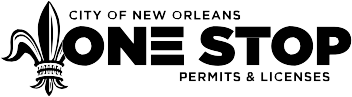 CITY OF NEW ORLEANS
ONE STOP
PERMITS & LICENSES